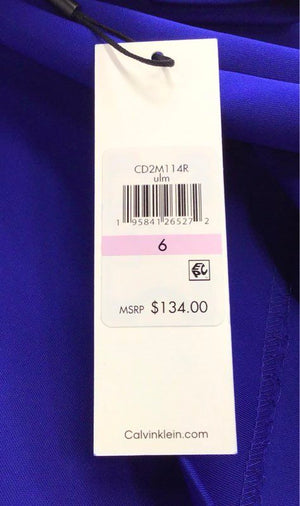 CD2M114R
ulm
1 95841 26527 2
6
MSRP $134.00
Calvinklein.com